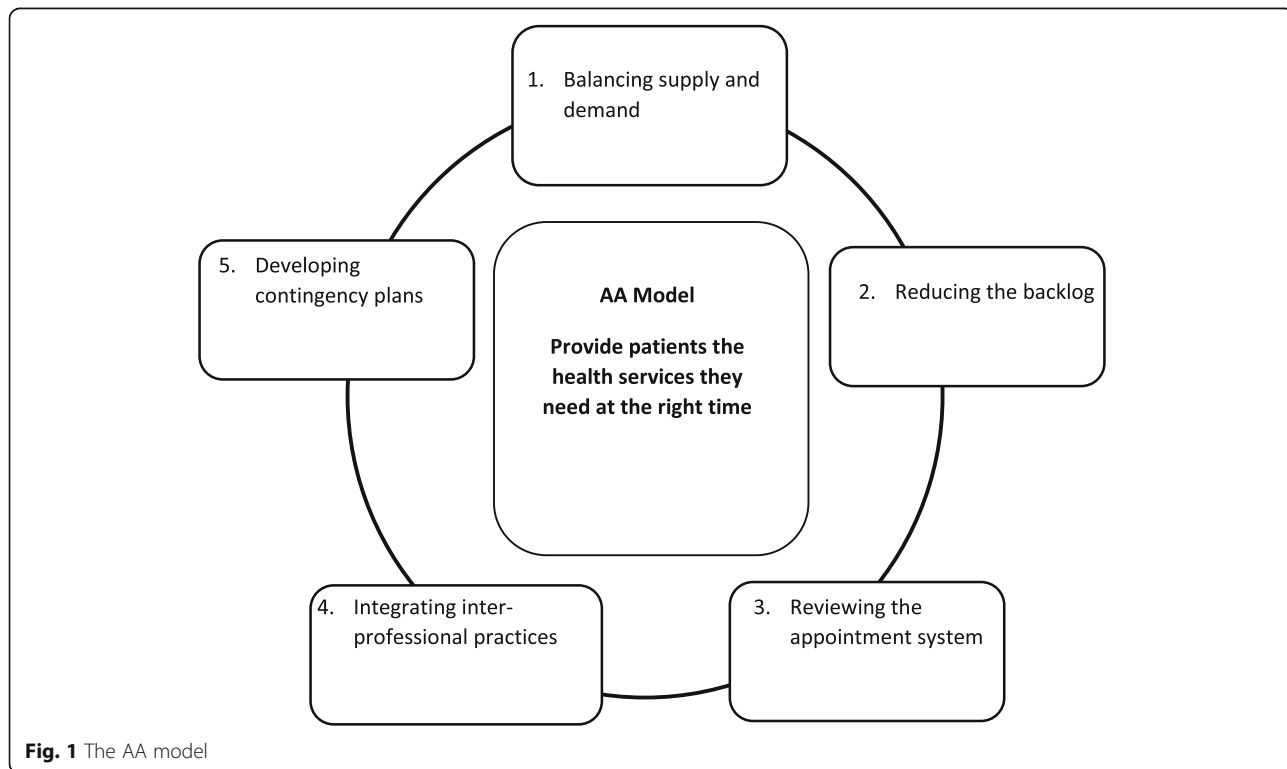 1. Balancing supply and
demand
5. Developing
contingency plans
AA Model
Provide patients the
health services they
need at the right time
2. Reducing the backlog
4. Integrating inter-
professional practices
3. Reviewing the
appointment system
Fig. 1 The AA model